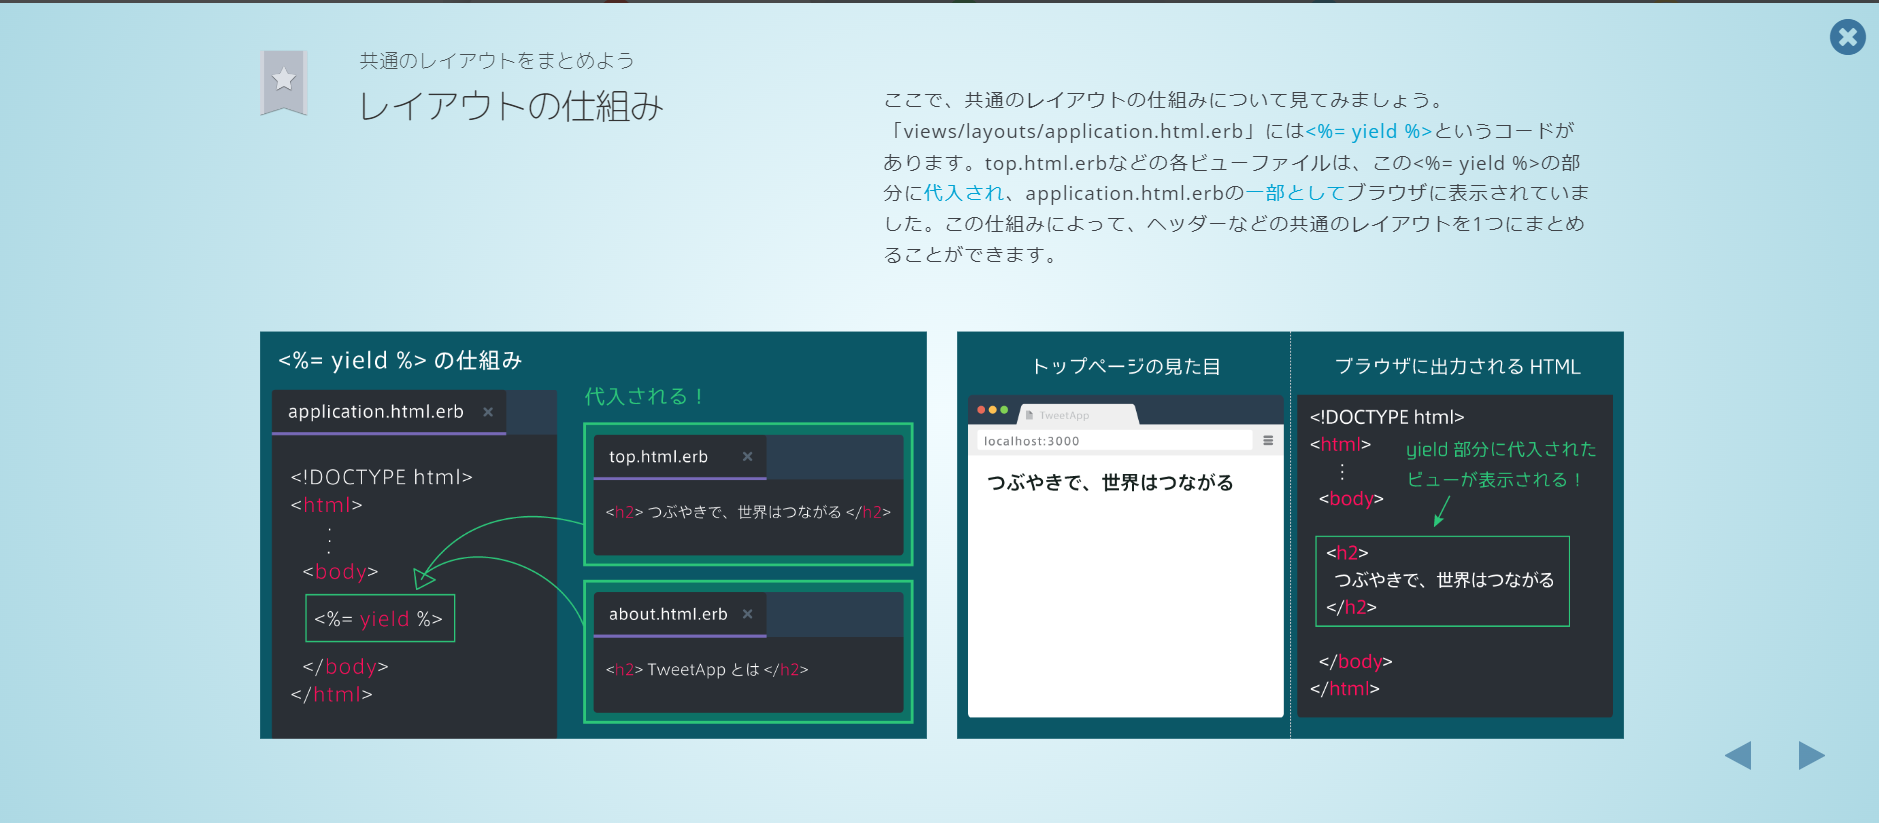 共通のレイアウトをまとめよう
レイアウトの仕組み
ここで、共通のレイアウトの仕組みについて見てみましょう。
「views/layouts/application.html.erb」には<%= yield %>というコードが
あります。top.html.erbなどの各ビューファイルは、この<%= yield %>の部
分に代入され、application.html.erbの一部としてブラウザに表示されていま
した。この仕組みによって、ヘッダーなどの共通のレイアウトを1つにまとめ
ることができます。
<%= yield %> の仕組み
application.html.erb ×
<!DOCTYPE html>
<html>
⋮
<body>
<%= yield %>
</body>
</html>
代入される！
top.html.erb ×
<h2> つぶやきで、世界はつながる </h2>
about.html.erb ×
<h2> TweetApp とは </h2>
トップページの見た目
TweetApp
localhost:3000
つぶやきで、世界はつながる
ブラウザに出力される HTML
<!DOCTYPE html>
<html>
yield 部分に代入された
ビューが表示される！
⋮
<body>
<h2>
つぶやきで、世界はつながる
</h2>
</body>
</html>